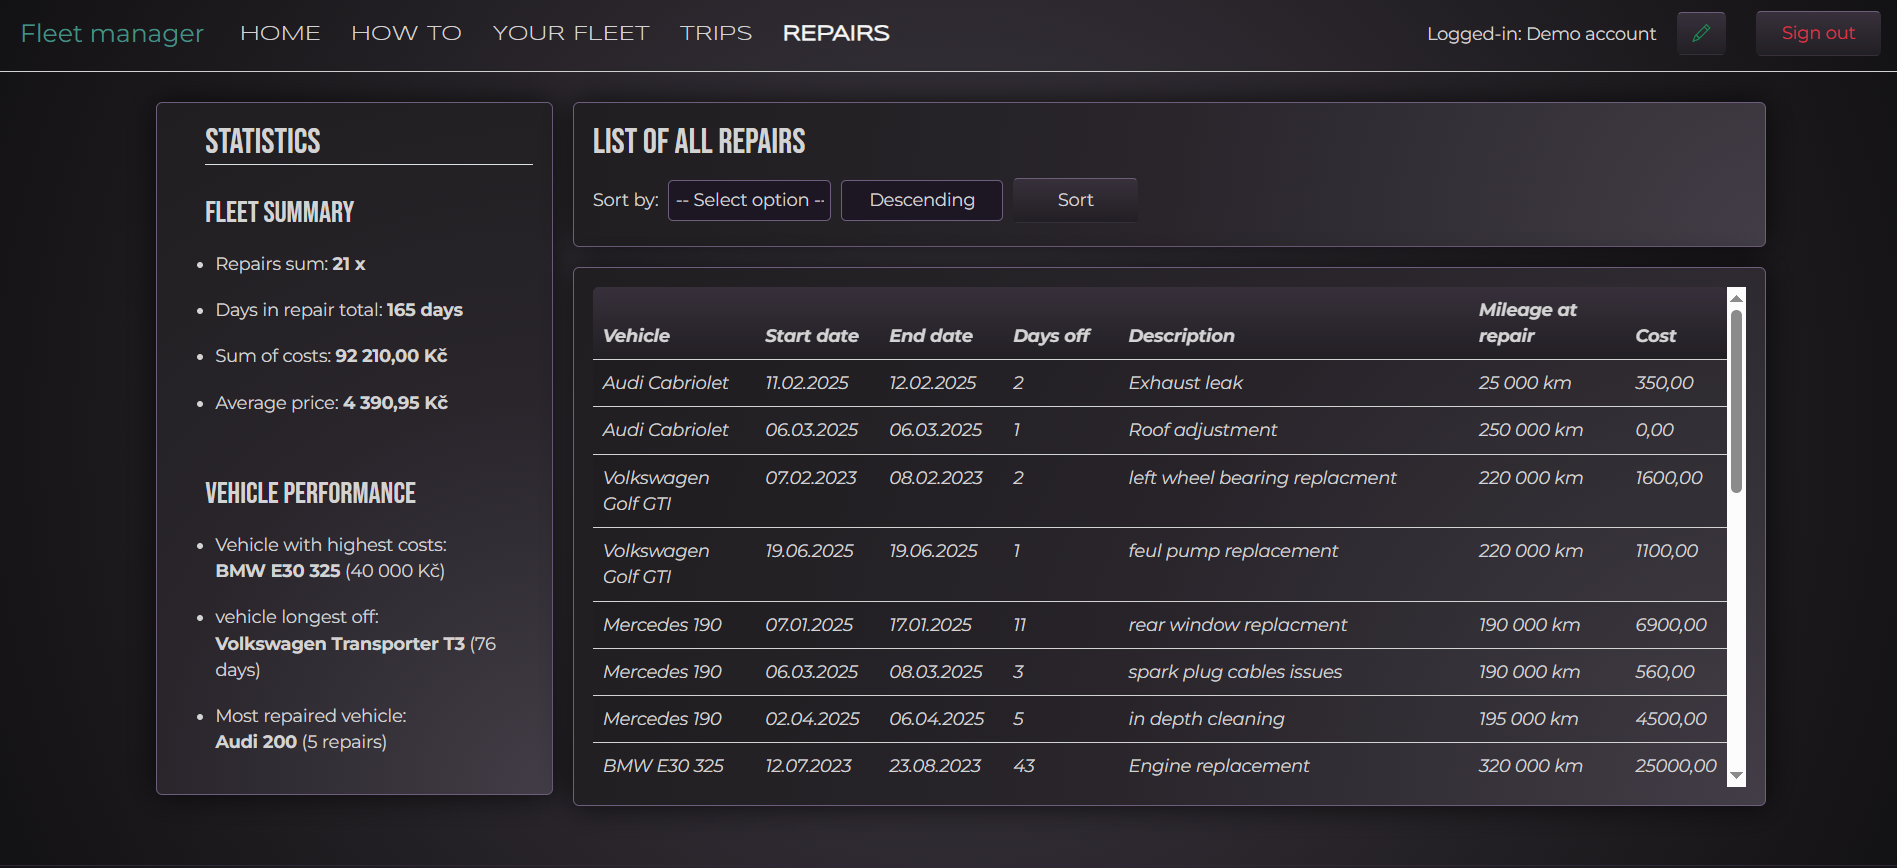 Fleet manager HOME HOW TO YOUR FLEET TRIPS REPAIRS Logged-in: Demo account Sign out
STATISTICS
FLEET SUMMARY
Repairs sum: 21 x
Days in repair total: 165 days
Sum of costs: 92 210,00 Kč
Average price: 4 390,95 Kč
VEHICLE PERFORMANCE
Vehicle with highest costs:
BMW E30 325 (40 000 Kč)
vehicle longest off:
Volkswagen Transporter T3 (76
days)
Most repaired vehicle:
Audi 200 (5 repairs)
LIST OF ALL REPAIRS
Sort by: -- Select option -- Descending Sort
Vehicle Start date End date Days off Description Mileage at
repair Cost
Audi Cabriolet 11.02.2025 12.02.2025 2 Exhaust leak 25 000 km 350,00
Audi Cabriolet 06.03.2025 06.03.2025 1 Roof adjustment 250 000 km 0,00
Volkswagen
Golf GTI 07.02.2023 08.02.2023 2 left wheel bearing replacment 220 000 km 1600,00
Volkswagen
Golf GTI 19.06.2025 19.06.2025 1 feul pump replacement 220 000 km 1100,00
Mercedes 190 07.01.2025 17.01.2025 11 rear window replacment 190 000 km 6900,00
Mercedes 190 06.03.2025 08.03.2025 3 spark plug cables issues 190 000 km 560,00
Mercedes 190 02.04.2025 06.04.2025 5 in depth cleaning 195 000 km 4500,00
BMW E30 325 12.07.2023 23.08.2023 43 Engine replacement 320 000 km 25000,00